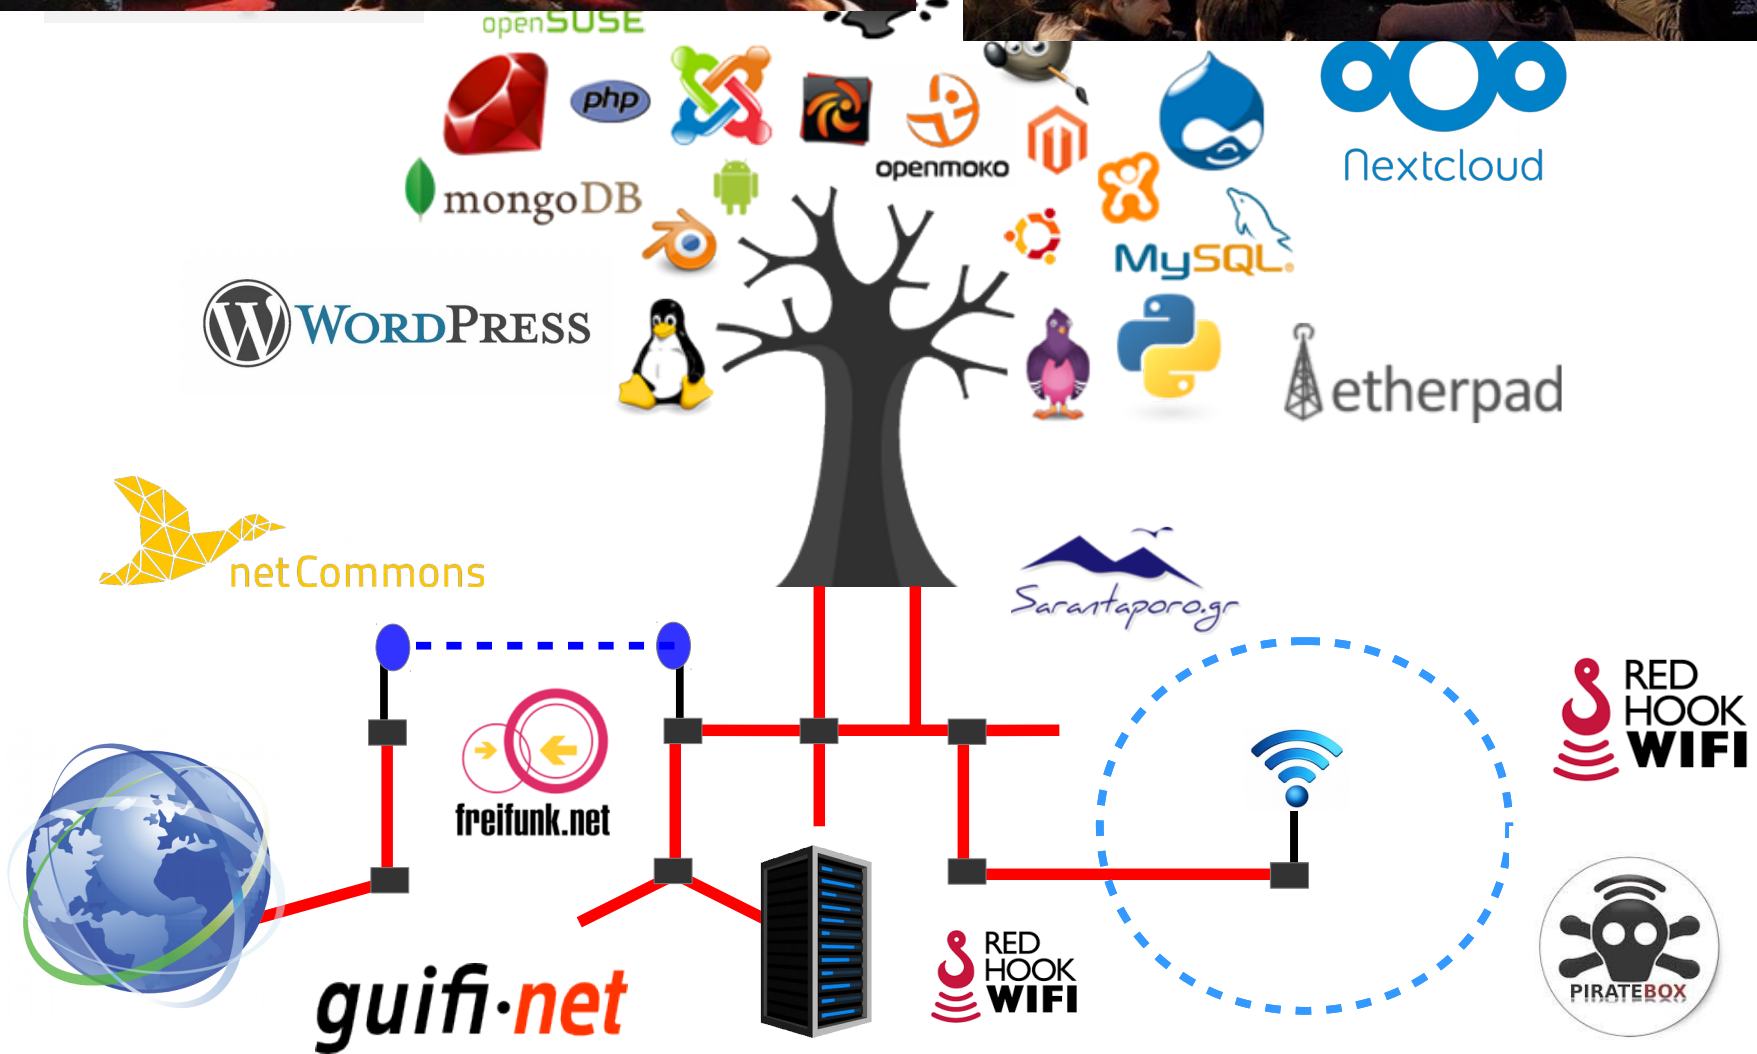 openSUSE
php
openmoko
nextcloud
mongoDB
MySQL®
WORDPRESS
etherpad
netCommons
Sarantaporo.gr
RED
HOOK
WIFI
freifunk.net
guifi·net
RED
HOOK
WIFI
PIRATEBOX